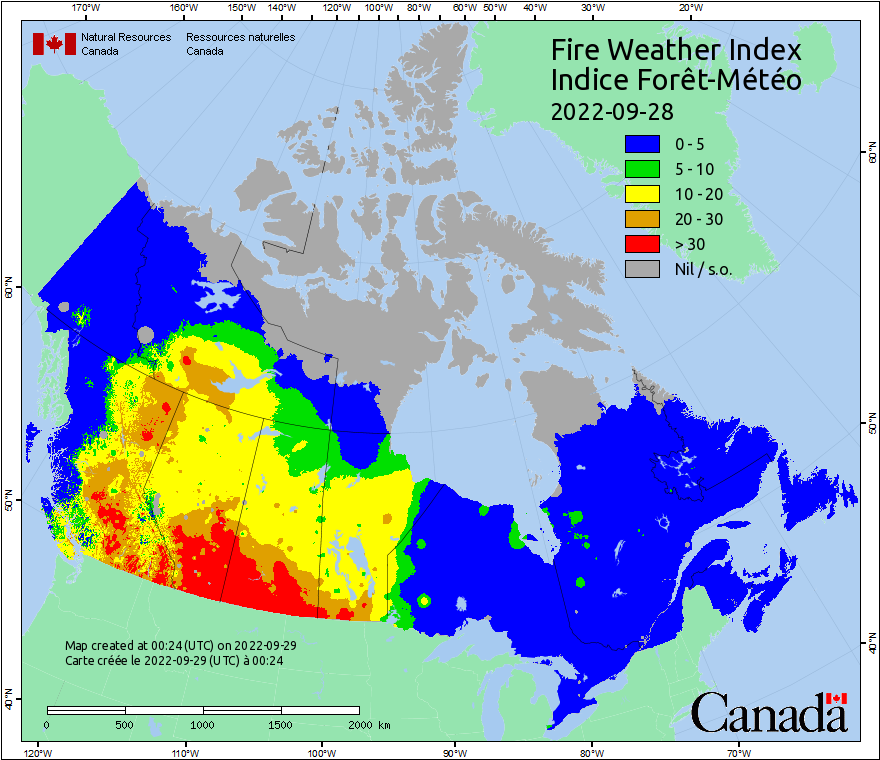 170°W 160°W 150°W 140°W 130°W 120°W 110°W 100°W 90°W 80°W 70°W 60°W 50°W 40°W 30°W 20°W
Natural Resources Ressources naturelles
Canada Canada
Fire Weather Index
Indice Forêt-Météo
2022-09-28
0 - 5
5 - 10
10 - 20
20 - 30
> 30
Nil / s.o.
60°N 60°N
50°N 50°N
40°N 40°N
Map created at 00:24 (UTC) on 2022-09-29
Carte créée le 2022-09-29 (UTC) à 00:24
0 500 1000 1500 2000 km
Canada
120°W 110°W 100°W 90°W 80°W 70°W